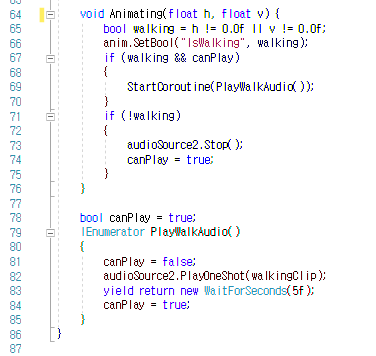 64 void Animating(float h, float v) {
65 bool walking = h != 0.0f || v != 0.0f;
66 anim.SetBool("IsWalking", walking);
67 if (walking && canPlay)
68 {
69 StartCoroutine(PlayWalkAudio());
70 }
71 if (!walking)
72 {
73 audioSource2.Stop();
74 canPlay = true;
75 }
76 }
77
78 bool canPlay = true;
79 IEnumerator PlayWalkAudio()
80 {
81 canPlay = false;
82 audioSource2.PlayOneShot(walkingClip);
83 yield return new WaitForSeconds(5f);
84 canPlay = true;
85 }
86 }
87